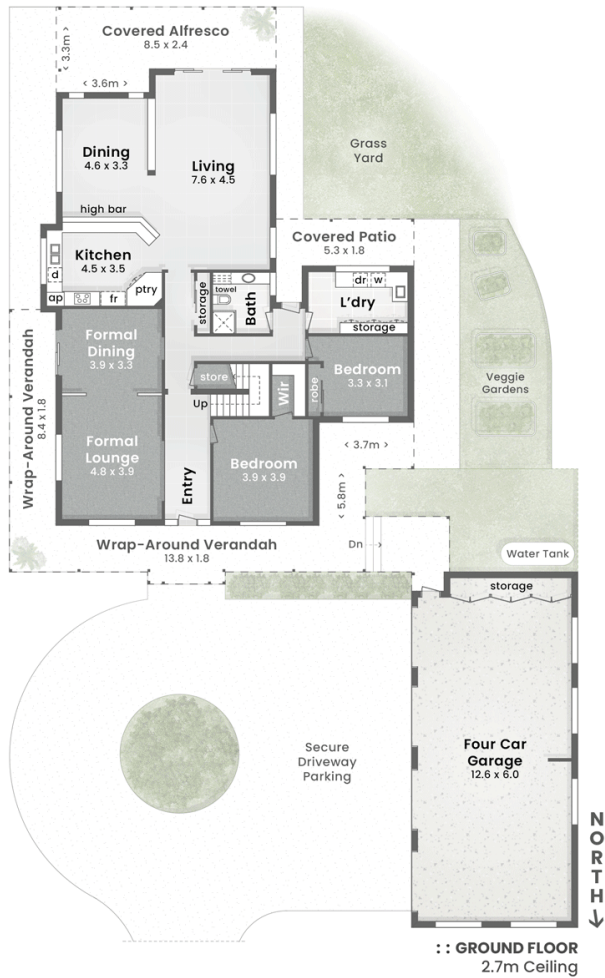 Covered Alfresco
8.5 x 2.4
< 3.3m >
< 3.6m >
Dining
4.6 x 3.3
Living
7.6 x 4.5
Grass
Yard
high bar
Kitchen
4.5 x 3.5
d
ap
fr
ptry
storage
towel
Bath
Covered Patio
5.3 x 1.8
dr
w
L'dry
storage
Formal
Dining
3.9 x 3.3
Wrap-Around Verandah
8.4 x 1.8
store
Up
Wir
robe
Bedroom
3.3 x 3.1
Veggie
Gardens
Formal
Lounge
4.8 x 3.9
Entry
Bedroom
3.9 x 3.9
< 3.7m >
< 5.8m >
Wrap-Around Verandah
13.8 x 1.8
Dn
Water Tank
storage
Four Car
Garage
12.6 x 6.0
Secure
Driveway
Parking
NORTH
:: GROUND FLOOR
2.7m Ceiling